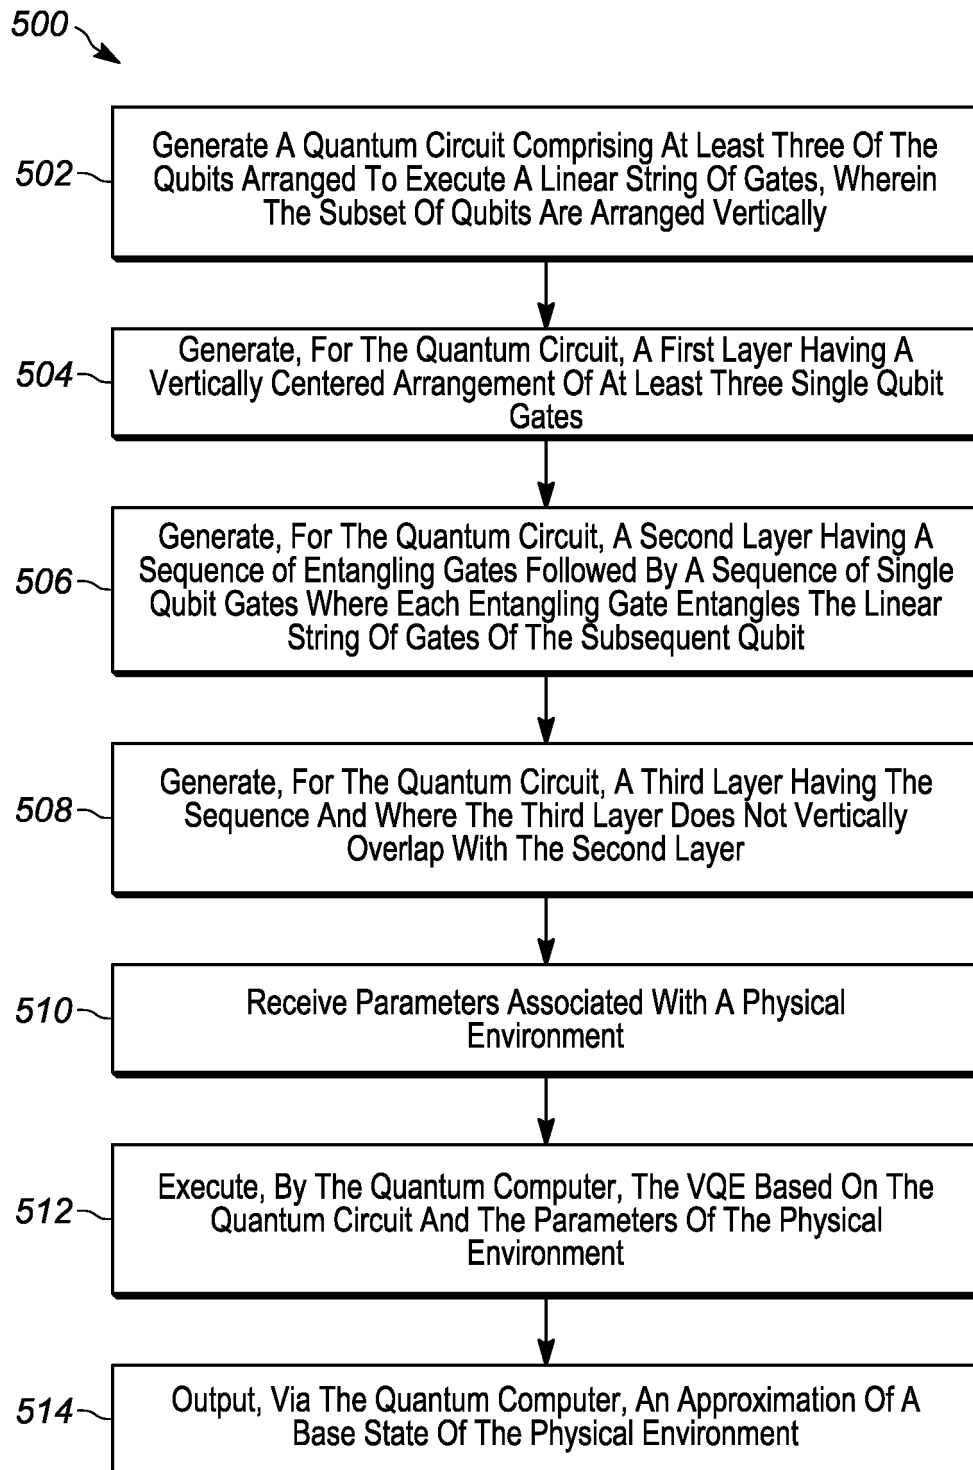 500
502
Generate A Quantum Circuit Comprising At Least Three Of The
Qubits Arranged To Execute A Linear String Of Gates, Wherein
The Subset Of Qubits Are Arranged Vertically
504
Generate, For The Quantum Circuit, A First Layer Having A
Vertically Centered Arrangement Of At Least Three Single Qubit
Gates
506
Generate, For The Quantum Circuit, A Second Layer Having A
Sequence of Entangling Gates Followed By A Sequence of Single
Qubit Gates Where Each Entangling Gate Entangles The Linear
String Of Gates Of The Subsequent Qubit
508
Generate, For The Quantum Circuit, A Third Layer Having The
Sequence And Where The Third Layer Does Not Vertically
Overlap With The Second Layer
510
Receive Parameters Associated With A Physical
Environment
512
Execute, By The Quantum Computer, The VQE Based On The
Quantum Circuit And The Parameters Of The Physical
Environment
514
Output, Via The Quantum Computer, An Approximation Of A
Base State Of The Physical Environment